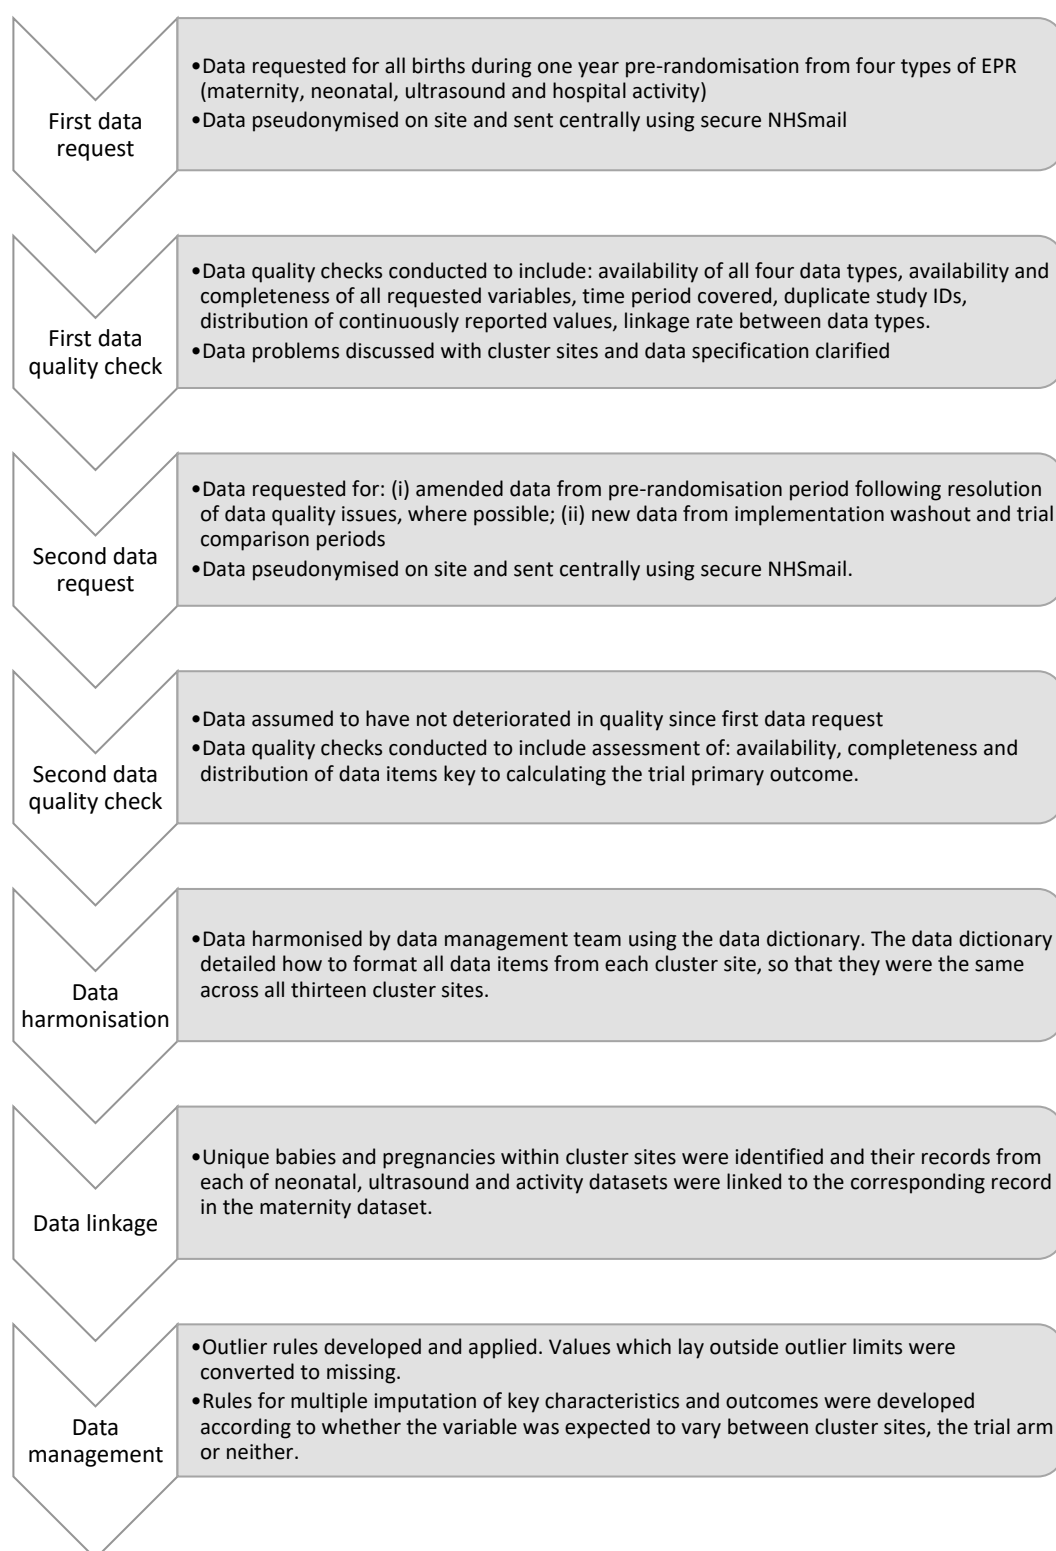 First data
request
•Data requested for all births during one year pre-randomisation from four types of EPR
(maternity, neonatal, ultrasound and hospital activity)
•Data pseudonymised on site and sent centrally using secure NHSmail
First data
quality check
•Data quality checks conducted to include: availability of all four data types, availability and
completeness of all requested variables, time period covered, duplicate study IDs,
distribution of continuously reported values, linkage rate between data types.
•Data problems discussed with cluster sites and data specification clarified
Second data
request
•Data requested for: (i) amended data from pre-randomisation period following resolution
of data quality issues, where possible; (ii) new data from implementation washout and trial
comparison periods
•Data pseudonymised on site and sent centrally using secure NHSmail.
Second data
quality check
•Data assumed to have not deteriorated in quality since first data request
•Data quality checks conducted to include assessment of: availability, completeness and
distribution of data items key to calculating the trial primary outcome.
Data
harmonisation
•Data harmonised by data management team using the data dictionary. The data dictionary
detailed how to format all data items from each cluster site, so that they were the same
across all thirteen cluster sites.
Data linkage
•Unique babies and pregnancies within cluster sites were identified and their records from
each of neonatal, ultrasound and activity datasets were linked to the corresponding record
in the maternity dataset.
Data
management
•Outlier rules developed and applied. Values which lay outside outlier limits were
converted to missing.
•Rules for multiple imputation of key characteristics and outcomes were developed
according to whether the variable was expected to vary between cluster sites, the trial arm
or neither.